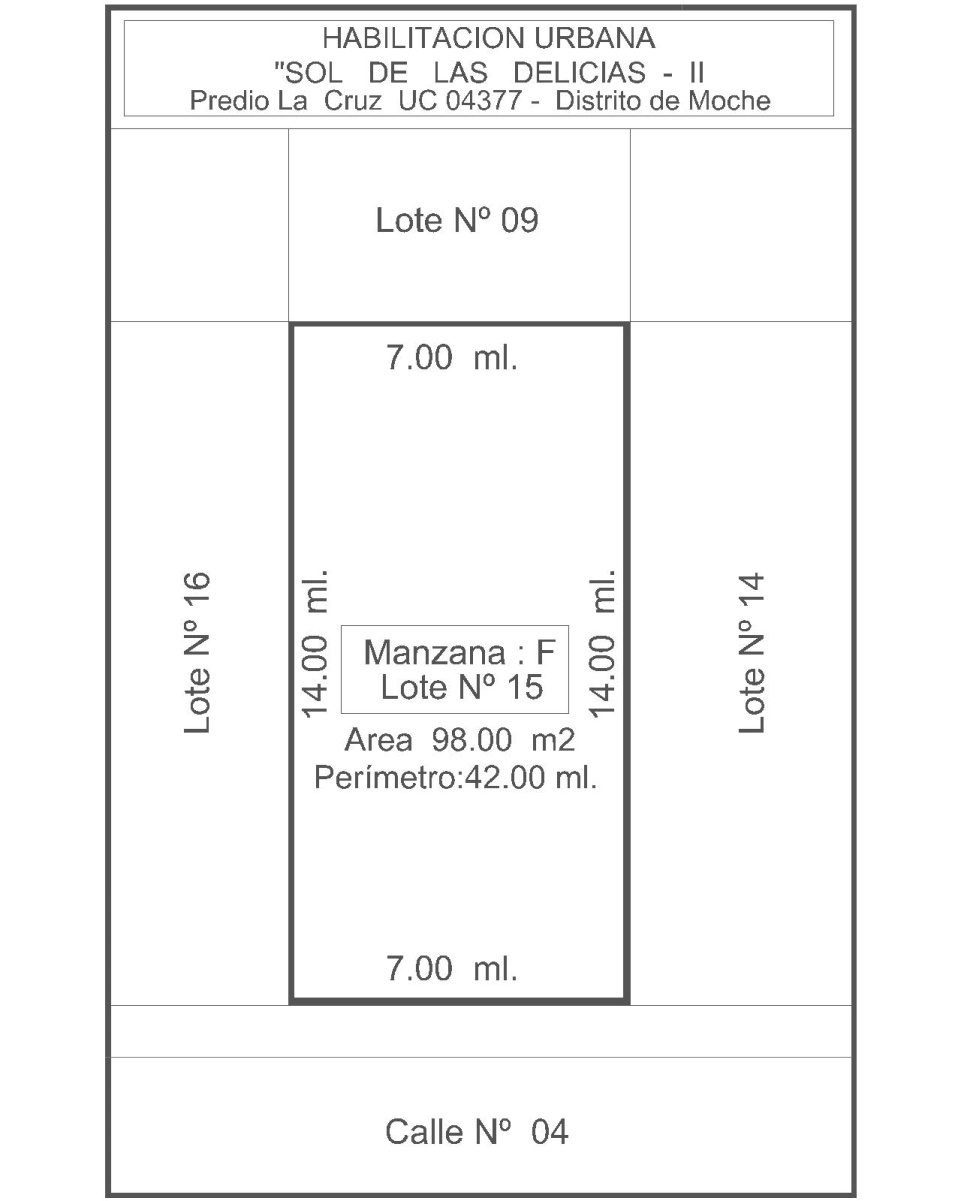 HABILITACION URBANA
"SOL DE LAS DELICIAS - II
Predio La Cruz UC 04377 - Distrito de Moche
Lote Nº 09
7.00 ml.
Lote Nº 16
14.00 ml.
Manzana : F
Lote Nº 15
14.00 ml.
Lote Nº 14
Area 98.00 m2
Perímetro:42.00 ml.
7.00 ml.
Calle Nº 04